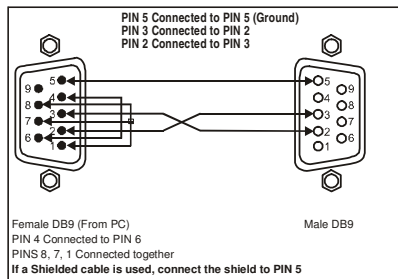 PIN 5 Connected to PIN 5 (Ground)
PIN 3 Connected to PIN 2
PIN 2 Connected to PIN 3
5
9
4
8
3
7
2
6
1
5
9
4
8
3
7
2
6
1
Female DB9 (From PC)
Male DB9
PIN 4 Connected to PIN 6
PINS 8, 7, 1 Connected together
If a Shielded cable is used, connect the shield to PIN 5